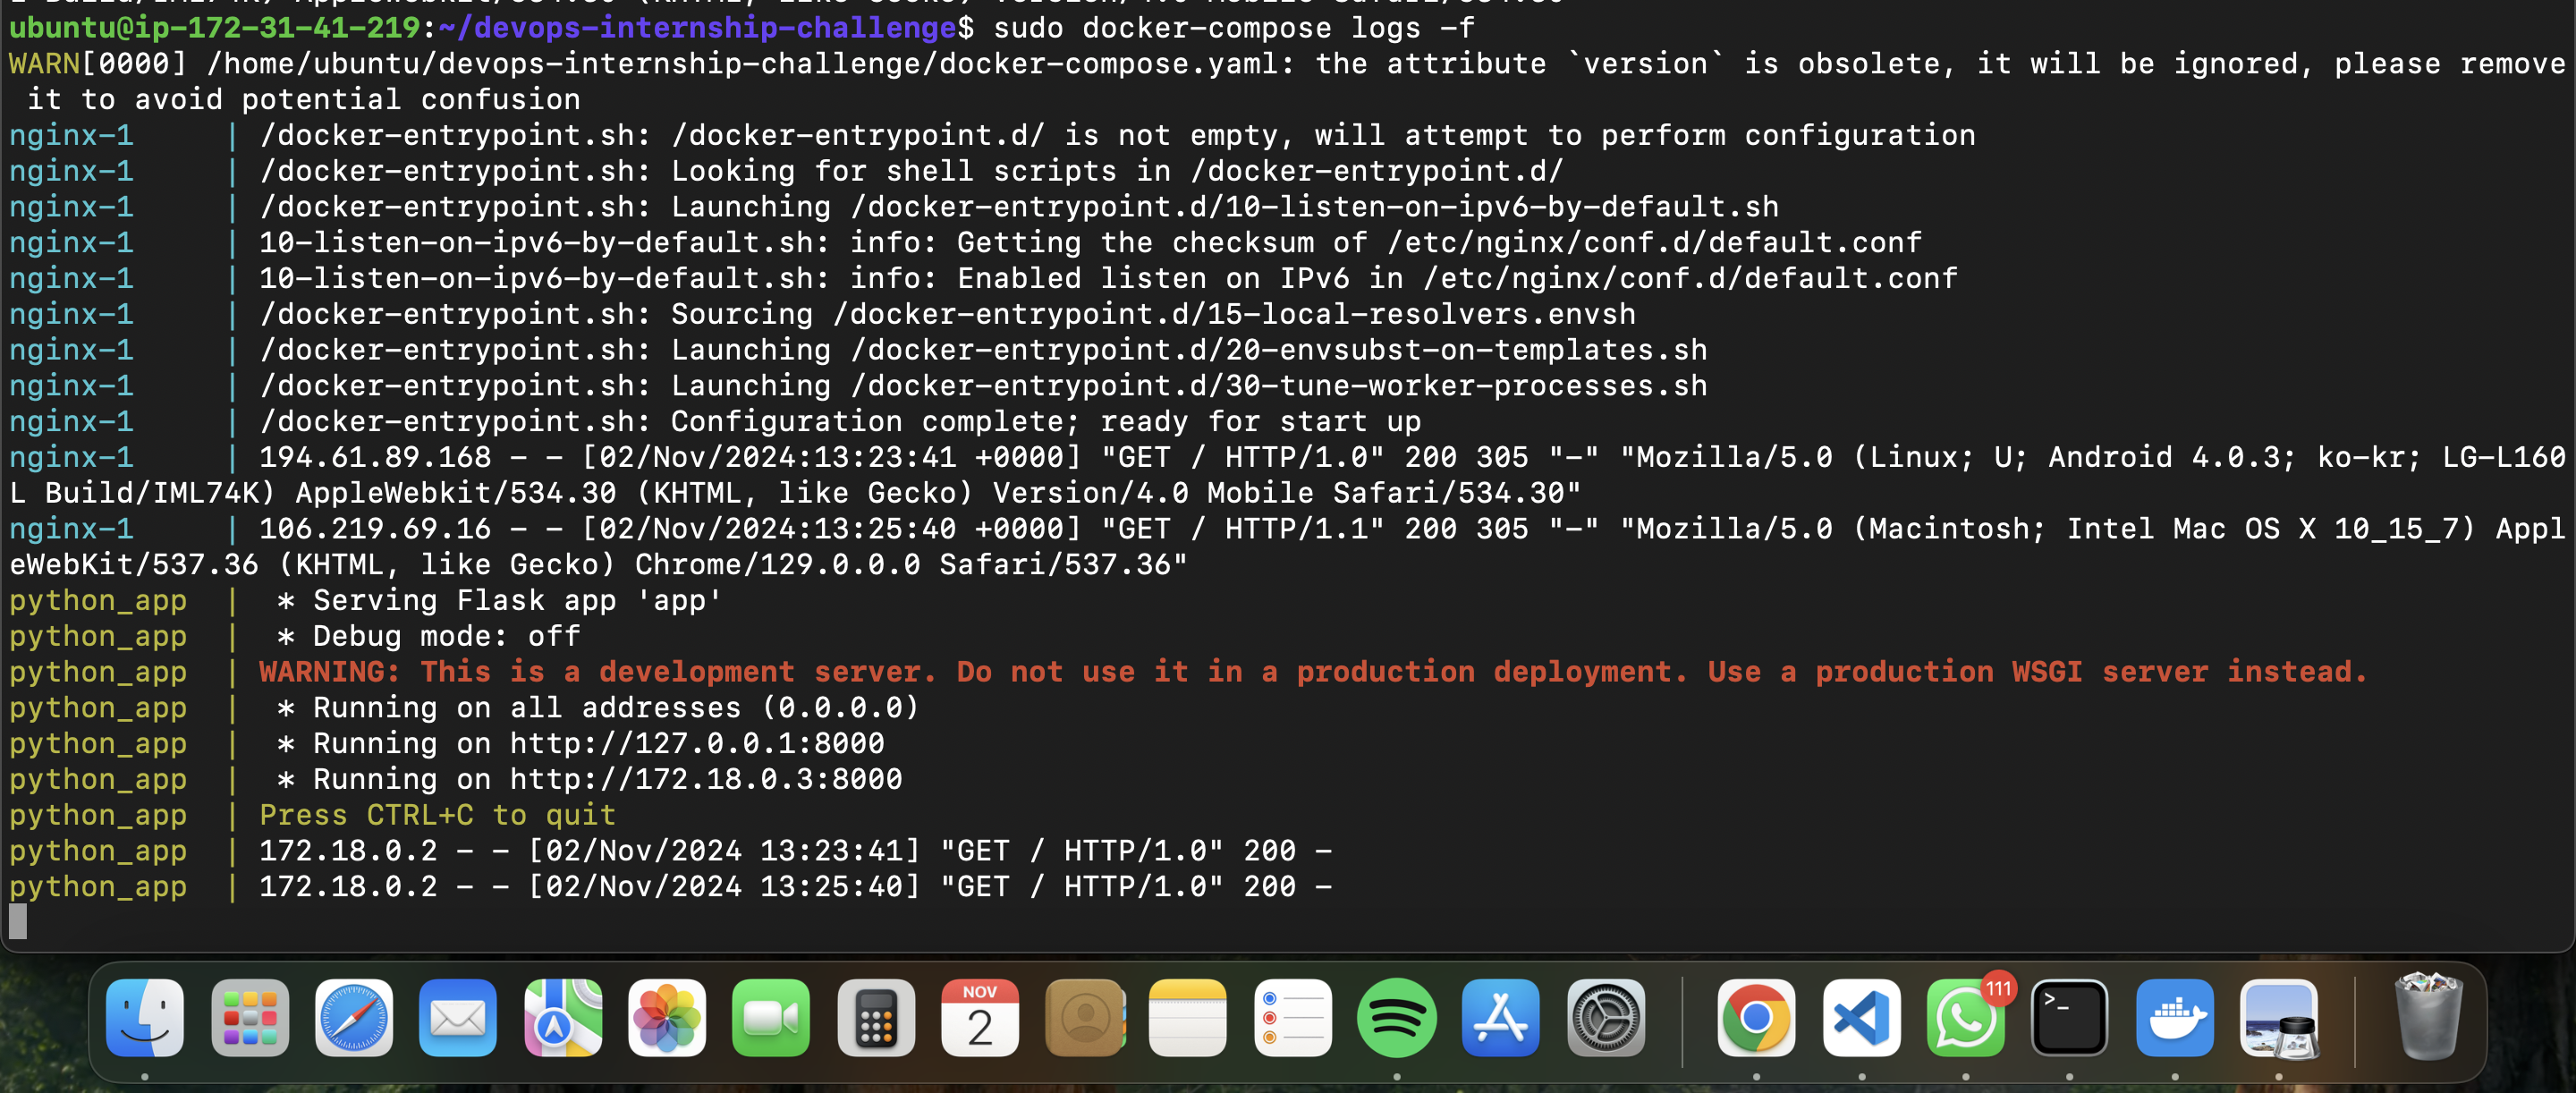 L Build/IML74K) AppleWebkit/534.30 (KHTML, like Gecko) Version/4.0 Mobile Safari/534.30"
ubuntu@ip-172-31-41-219:~/devops-internship-challenge$ sudo docker-compose logs -f
WARN[0000] /home/ubuntu/devops-internship-challenge/docker-compose.yaml: the attribute `version` is obsolete, it will be ignored, please remove
 it to avoid potential confusion
nginx-1     | /docker-entrypoint.sh: /docker-entrypoint.d/ is not empty, will attempt to perform configuration
nginx-1     | /docker-entrypoint.sh: Looking for shell scripts in /docker-entrypoint.d/
nginx-1     | /docker-entrypoint.sh: Launching /docker-entrypoint.d/10-listen-on-ipv6-by-default.sh
nginx-1     | 10-listen-on-ipv6-by-default.sh: info: Getting the checksum of /etc/nginx/conf.d/default.conf
nginx-1     | 10-listen-on-ipv6-by-default.sh: info: Enabled listen on IPv6 in /etc/nginx/conf.d/default.conf
nginx-1     | /docker-entrypoint.sh: Sourcing /docker-entrypoint.d/15-local-resolvers.envsh
nginx-1     | /docker-entrypoint.sh: Launching /docker-entrypoint.d/20-envsubst-on-templates.sh
nginx-1     | /docker-entrypoint.sh: Launching /docker-entrypoint.d/30-tune-worker-processes.sh
nginx-1     | /docker-entrypoint.sh: Configuration complete; ready for start up
nginx-1     | 194.61.89.168 - - [02/Nov/2024:13:23:41 +0000] "GET / HTTP/1.0" 200 305 "-" "Mozilla/5.0 (Linux; U; Android 4.0.3; ko-kr; LG-L160
L Build/IML74K) AppleWebkit/534.30 (KHTML, like Gecko) Version/4.0 Mobile Safari/534.30"
nginx-1     | 106.219.69.16 - - [02/Nov/2024:13:25:40 +0000] "GET / HTTP/1.1" 200 305 "-" "Mozilla/5.0 (Macintosh; Intel Mac OS X 10_15_7) Appl
eWebKit/537.36 (KHTML, like Gecko) Chrome/129.0.0.0 Safari/537.36"
python_app  |  * Serving Flask app 'app'
python_app  |  * Debug mode: off
python_app  | WARNING: This is a development server. Do not use it in a production deployment. Use a production WSGI server instead.
python_app  |  * Running on all addresses (0.0.0.0)
python_app  |  * Running on http://127.0.0.1:8000
python_app  |  * Running on http://172.18.0.3:8000
python_app  | Press CTRL+C to quit
python_app  | 172.18.0.2 - - [02/Nov/2024 13:23:41] "GET / HTTP/1.0" 200 -
python_app  | 172.18.0.2 - - [02/Nov/2024 13:25:40] "GET / HTTP/1.0" 200 -
NOV
2
111
>_